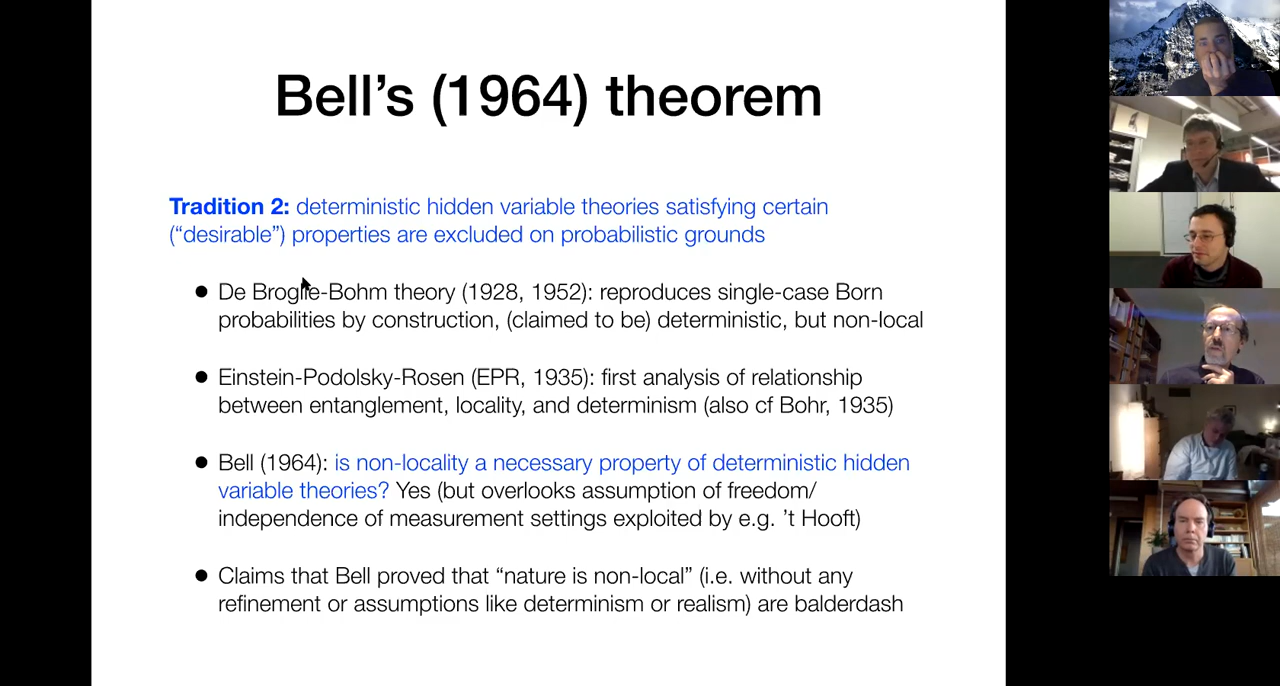 Bell’s (1964) theorem
Tradition 2: deterministic hidden variable theories satisfying certain
(“desirable”) properties are excluded on probabilistic grounds
● De Broglie-Bohm theory (1928, 1952): reproduces single-case Born
probabilities by construction, (claimed to be) deterministic, but non-local
● Einstein-Podolsky-Rosen (EPR, 1935): first analysis of relationship
between entanglement, locality, and determinism (also cf Bohr, 1935)
● Bell (1964): is non-locality a necessary property of deterministic hidden
variable theories? Yes (but overlooks assumption of freedom/
independence of measurement settings exploited by e.g. ’t Hooft)
● Claims that Bell proved that “nature is non-local” (i.e. without any
refinement or assumptions like determinism or realism) are balderdash